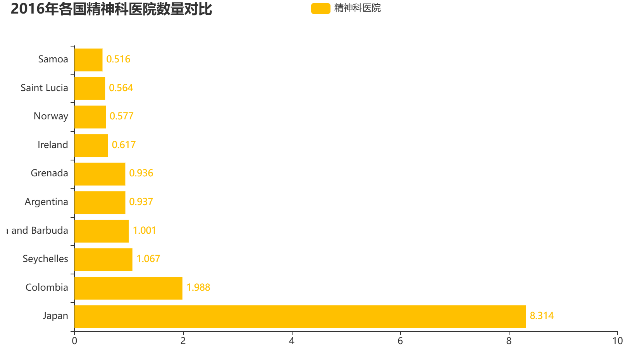 2016年各国精神科医院数量对比
精神科医院
Samoa 0.516
Saint Lucia 0.564
Norway 0.577
Ireland 0.617
Grenada 0.936
Argentina 0.937
and Barbuda 1.001
Seychelles 1.067
Colombia 1.988
Japan 8.314
0 2 4 6 8 10